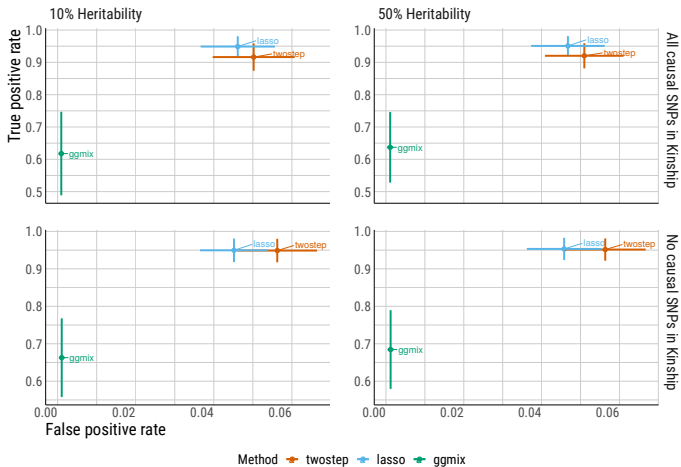 10% Heritability
50% Heritability
True positive rate
1.0
0.9
0.8
0.7
0.6
0.5
lasso
twostep
ggmix
1.0
0.9
0.8
0.7
0.6
0.5
lasso
twostep
ggmix
All causal SNPs in Kinship
1.0
0.9
0.8
0.7
0.6
lasso
twostep
ggmix
1.0
0.9
0.8
0.7
0.6
lasso
twostep
ggmix
No causal SNPs in Kinship
0.00 0.02 0.04 0.06
0.00 0.02 0.04 0.06
False positive rate
Method twostep lasso ggmix